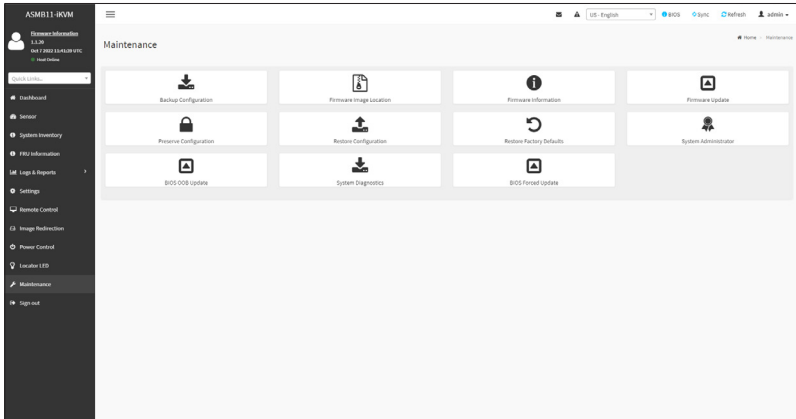 ASMB11-iKVM
US - English
BIOS
Sync
Refresh
admin
Firmware Information
1.1.20
Oct 7 2022 11:41:20 UTC
Host Online
Maintenance
Home - Maintenance
Quick Links...
Dashboard
Sensor
System Inventory
FRU Information
Logs & Reports
Settings
Remote Control
Image Redirection
Power Control
Locator LED
Maintenance
Sign out
Backup Configuration
Firmware Image Location
Firmware Information
Firmware Update
Preserve Configuration
Restore Configuration
Restore Factory Defaults
System Administrator
BIOS OOB Update
System Diagnostics
BIOS Forced Update